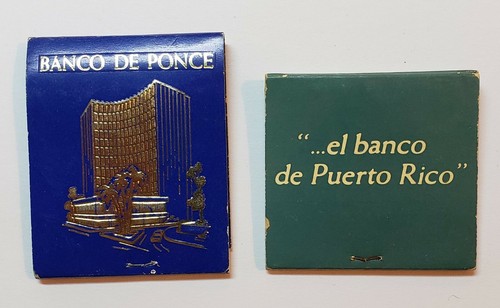 BANCO DE PONCE
"...el banco
de Puerto Rico"